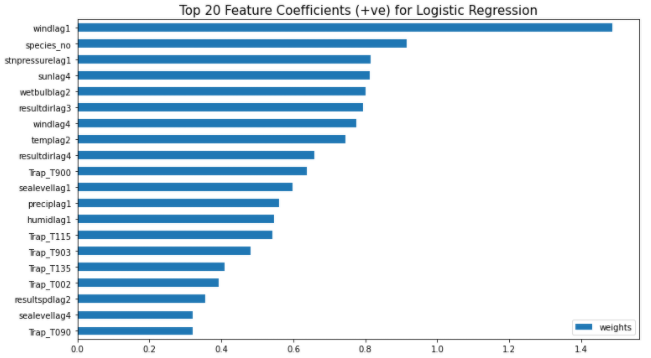 Top 20 Feature Coefficients (+ve) for Logistic Regression
windlag1
species_no
stnpressurelag1
sunlag4
wetbulblag2
resultdirlag3
windlag4
templag2
resultdirlag4
Trap_T900
sealevellag1
preciplag1
humidlag1
Trap_T115
Trap_T903
Trap_T135
Trap_T002
resultspdlag2
sealevellag4
Trap_T090
weights
0.0 0.2 0.4 0.6 0.8 1.0 1.2 1.4